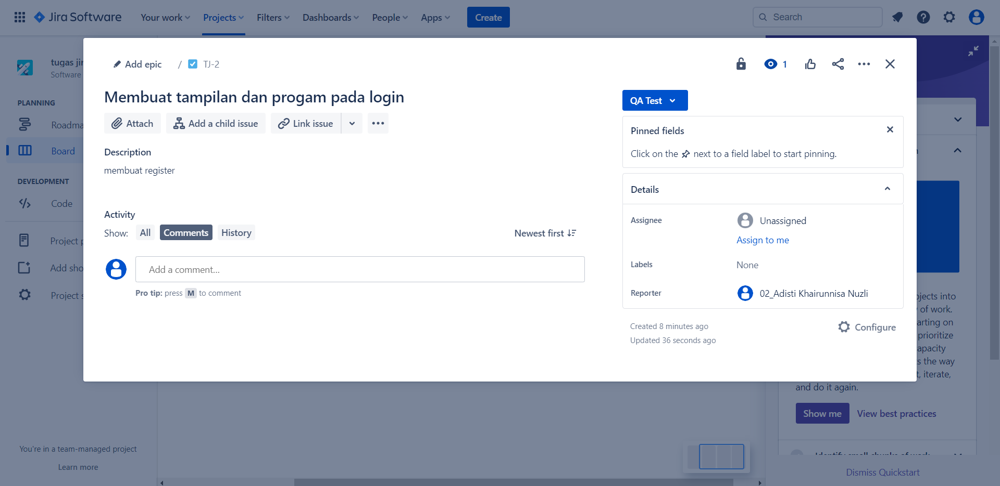 Jira Software
Your work
Projects
Filters
Dashboards
People
Apps
Create
Search
tugas jir
Software
PLANNING
Roadma
Board
DEVELOPMENT
Code
Project p
Add sho
Project s
You're in a team-managed project
Learn more
Add epic
/
TJ-2
1
Membuat tampilan dan progam pada login
Attach
Add a child issue
Link issue
Description
membuat register
Activity
Show:
All
Comments
History
Newest first
Add a comment...
Pro tip: press M to comment
QA Test
Pinned fields
Click on the next to a field label to start pinning.
Details
Assignee
Unassigned
Assign to me
Labels
None
Reporter
02_Adisti Khairunnisa Nuzli
Created 8 minutes ago
Updated 36 seconds ago
Configure
jects into
of work.
arting on
prioritize
apacity
s the way
t, iterate,
and do it again.
Show me
View best practices
Identify small chunks of work
Dismiss Quickstart